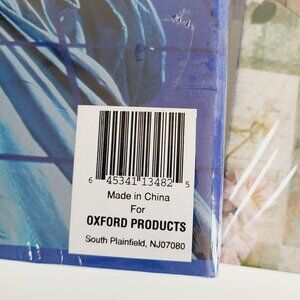 6 45341 13482 5
Made in China
For
OXFORD PRODUCTS
South Plainfield, NJ07080